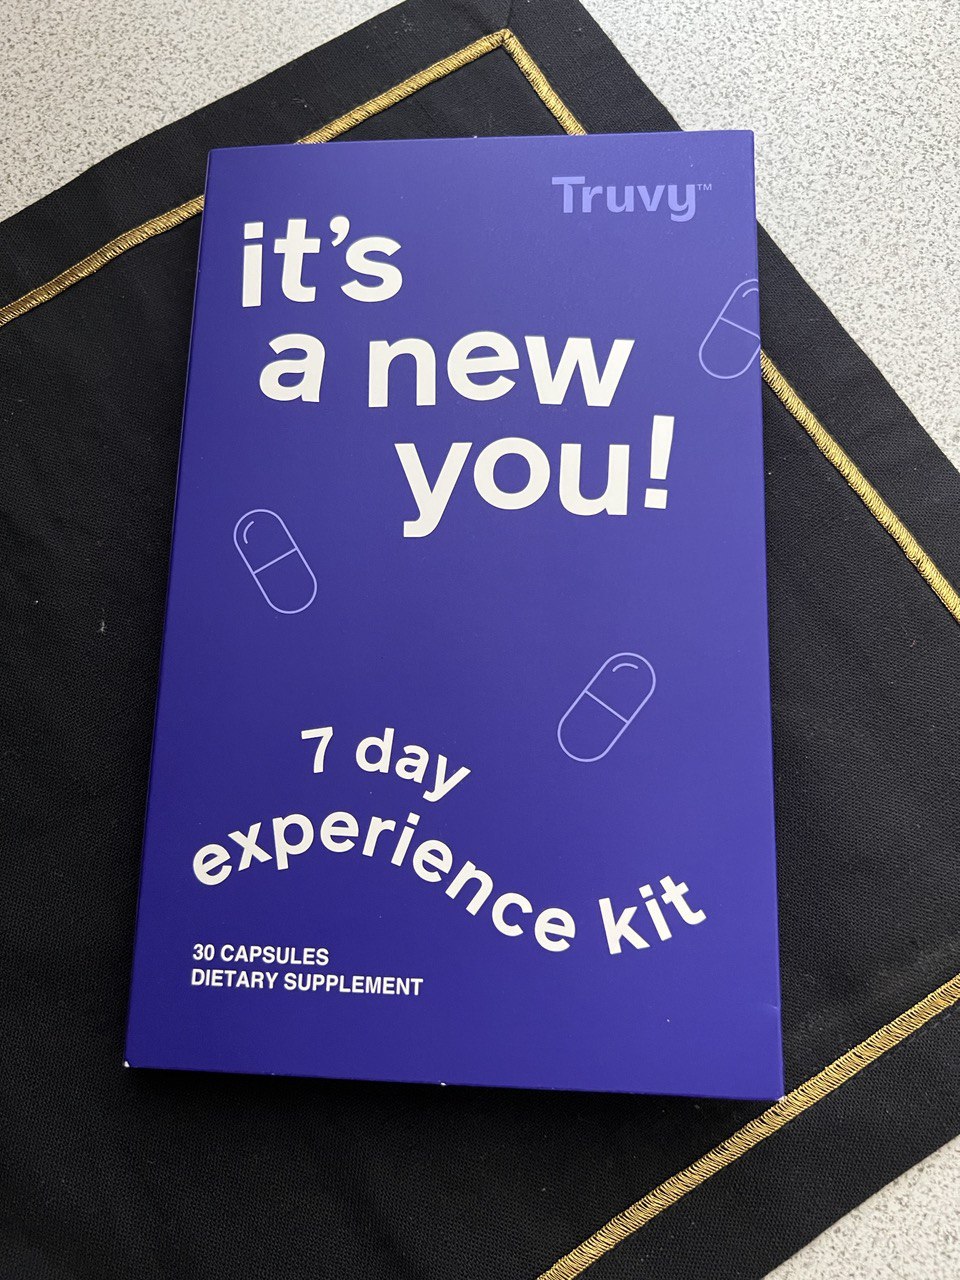 Truvy™
it's
a new
you!
7 day
experience kit
30 CAPSULES
DIETARY SUPPLEMENT